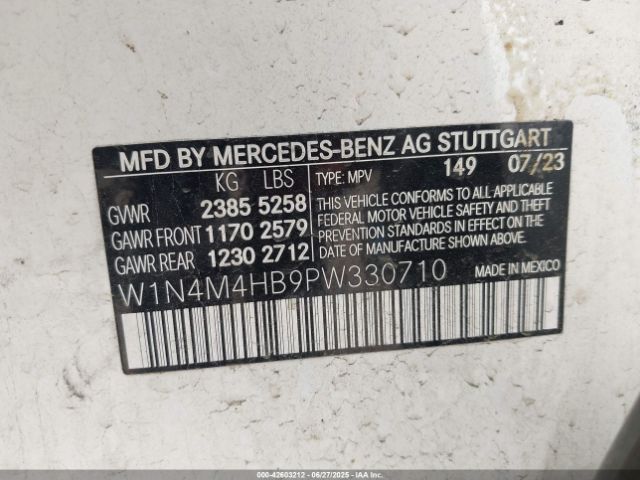 MFD BY MERCEDES-BENZ AG STUTTGART
KG LBS TYPE: MPV 149 07/23
GVWR 2385 5258
GAWR FRONT 1170 2579
GAWR REAR 1230 2712
THIS VEHICLE CONFORMS TO ALL APPLICABLE
FEDERAL MOTOR VEHICLE SAFETY AND THEFT
PREVENTION STANDARDS IN EFFECT ON THE
DATE OF MANUFACTURE SHOWN ABOVE.
W1N4M4HB9PW330710 MADE IN MEXICO
000-42603212 - 06/27/2025 - IAAI.COM